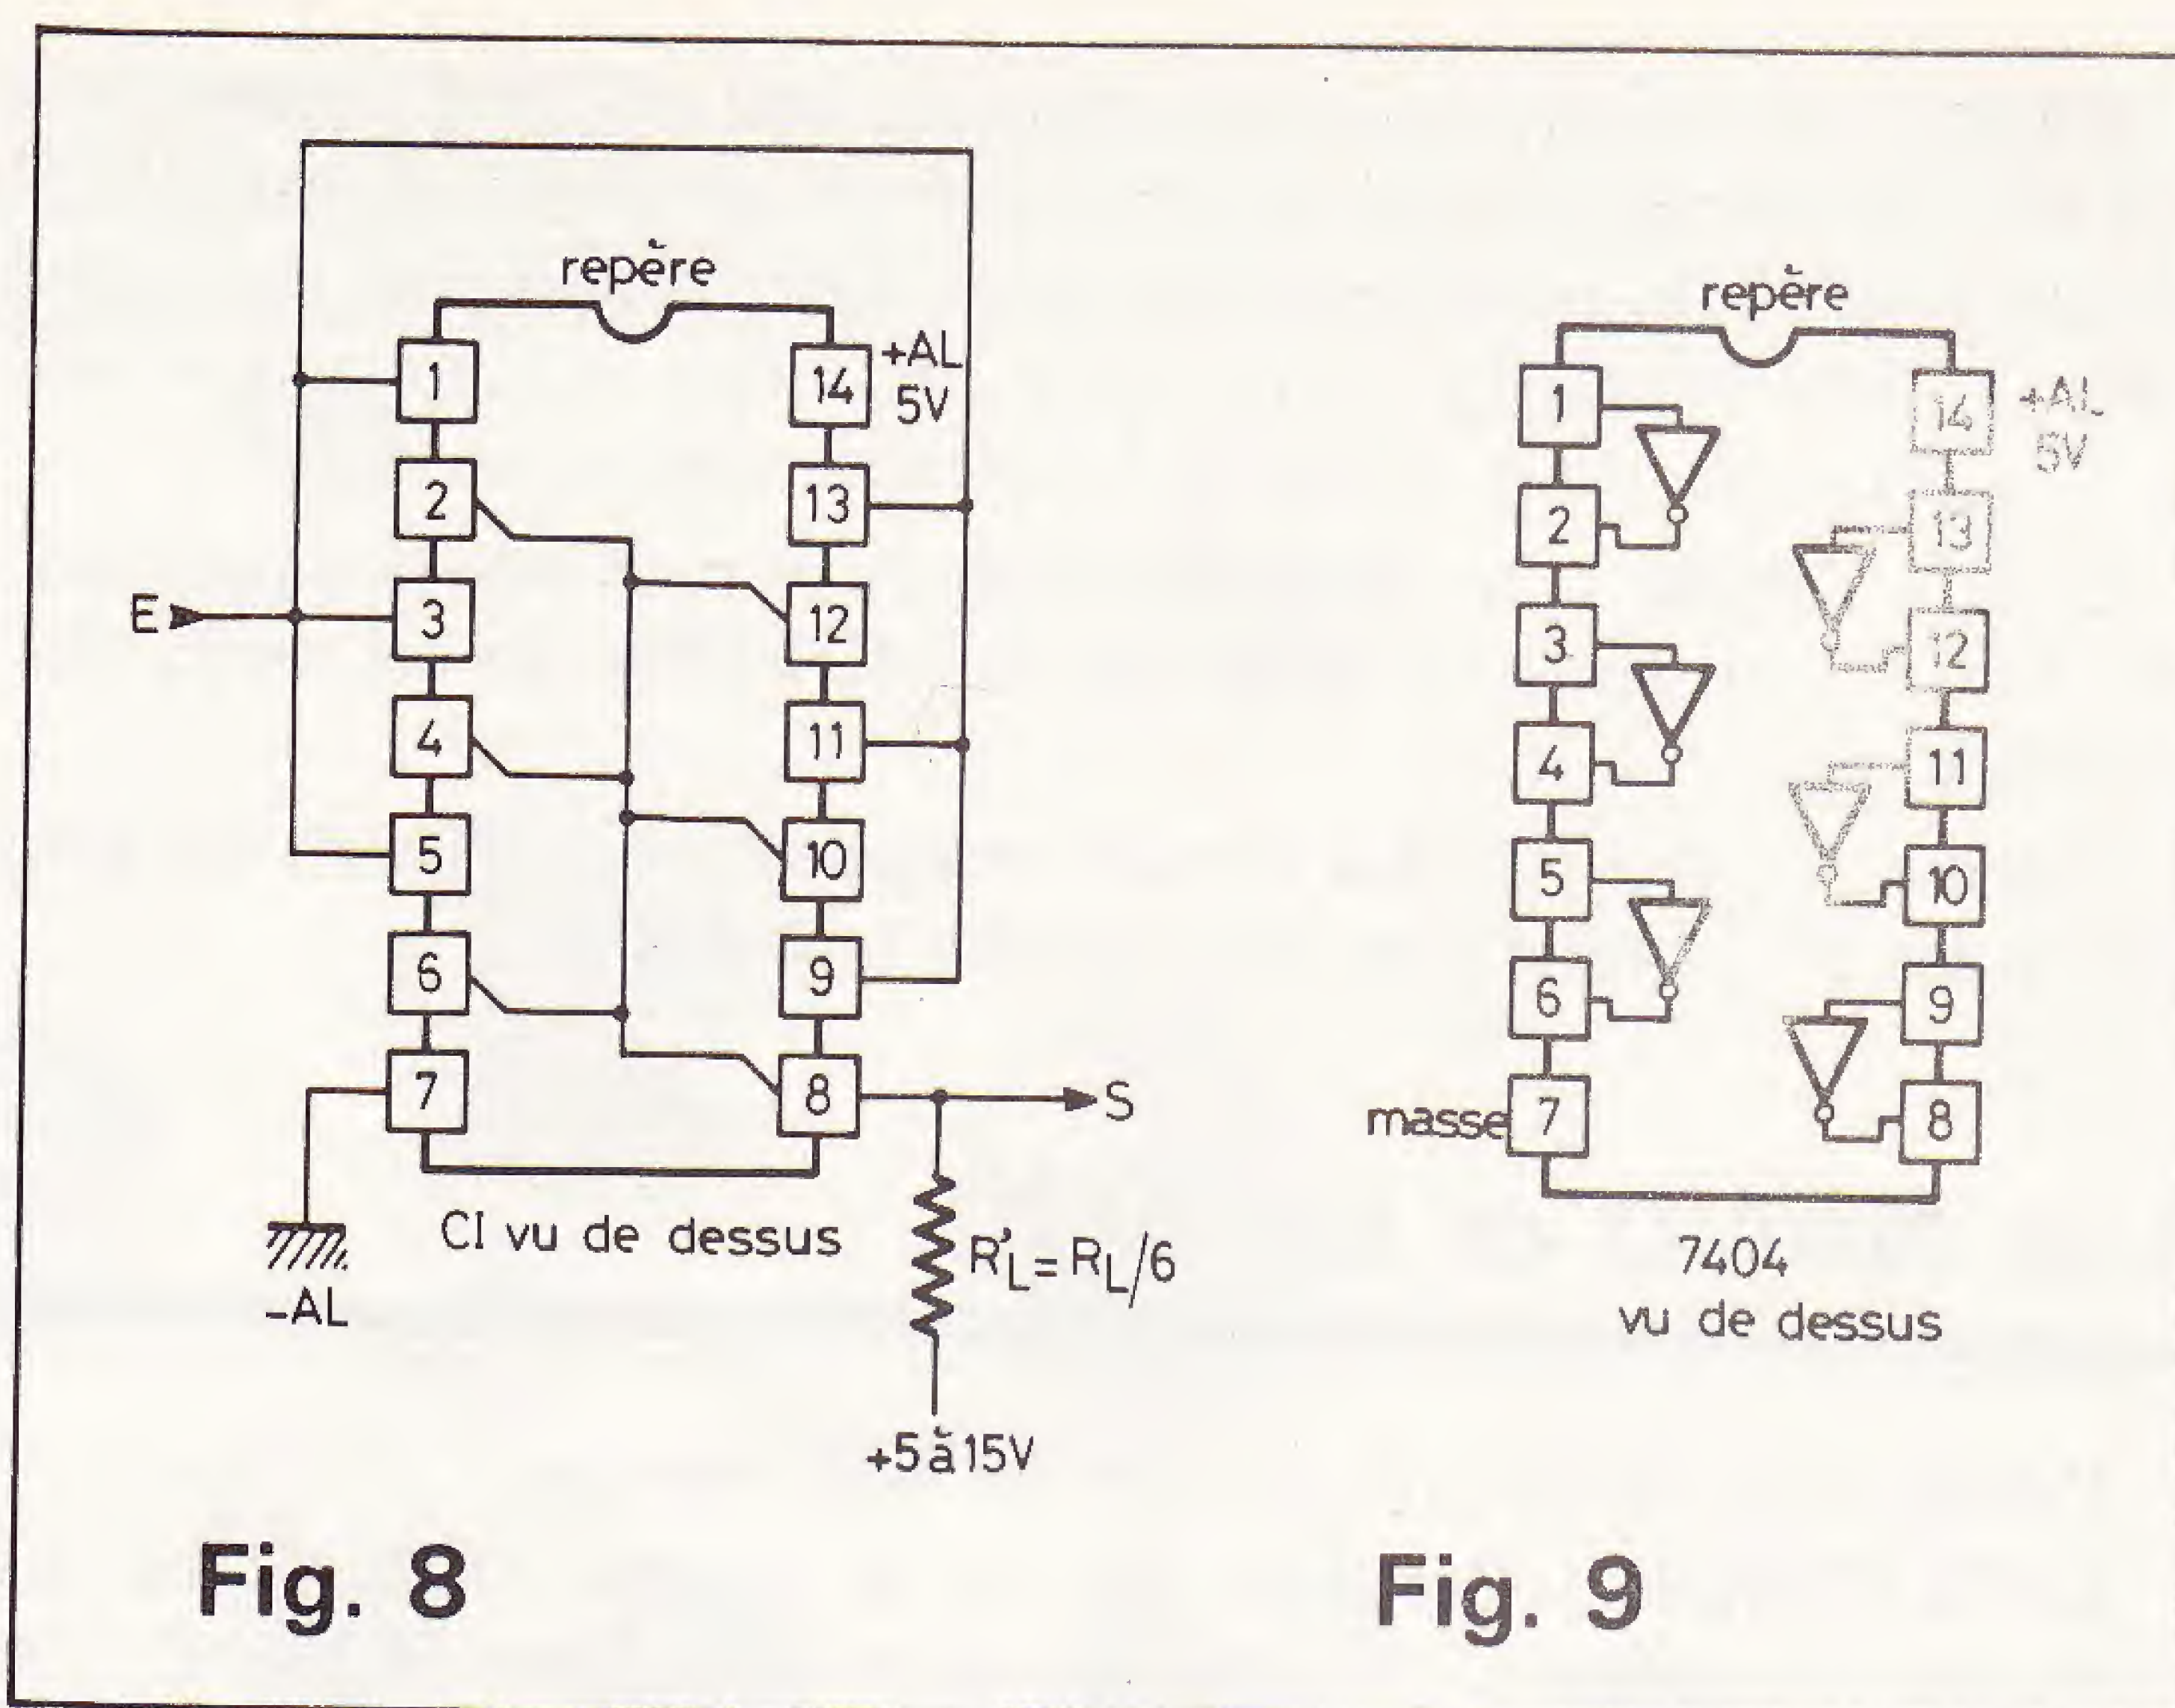 repère
1
14
+AL
5V
2
13
E
3
12
4
11
5
10
6
9
7
8
S
CI vu de dessus
R'L = RL/6
-AL
+5 à 15V
Fig. 8
repère
1
14
+AL
5V
2
13
3
12
4
11
5
10
6
9
masse
7
8
7404
vu de dessus
Fig. 9